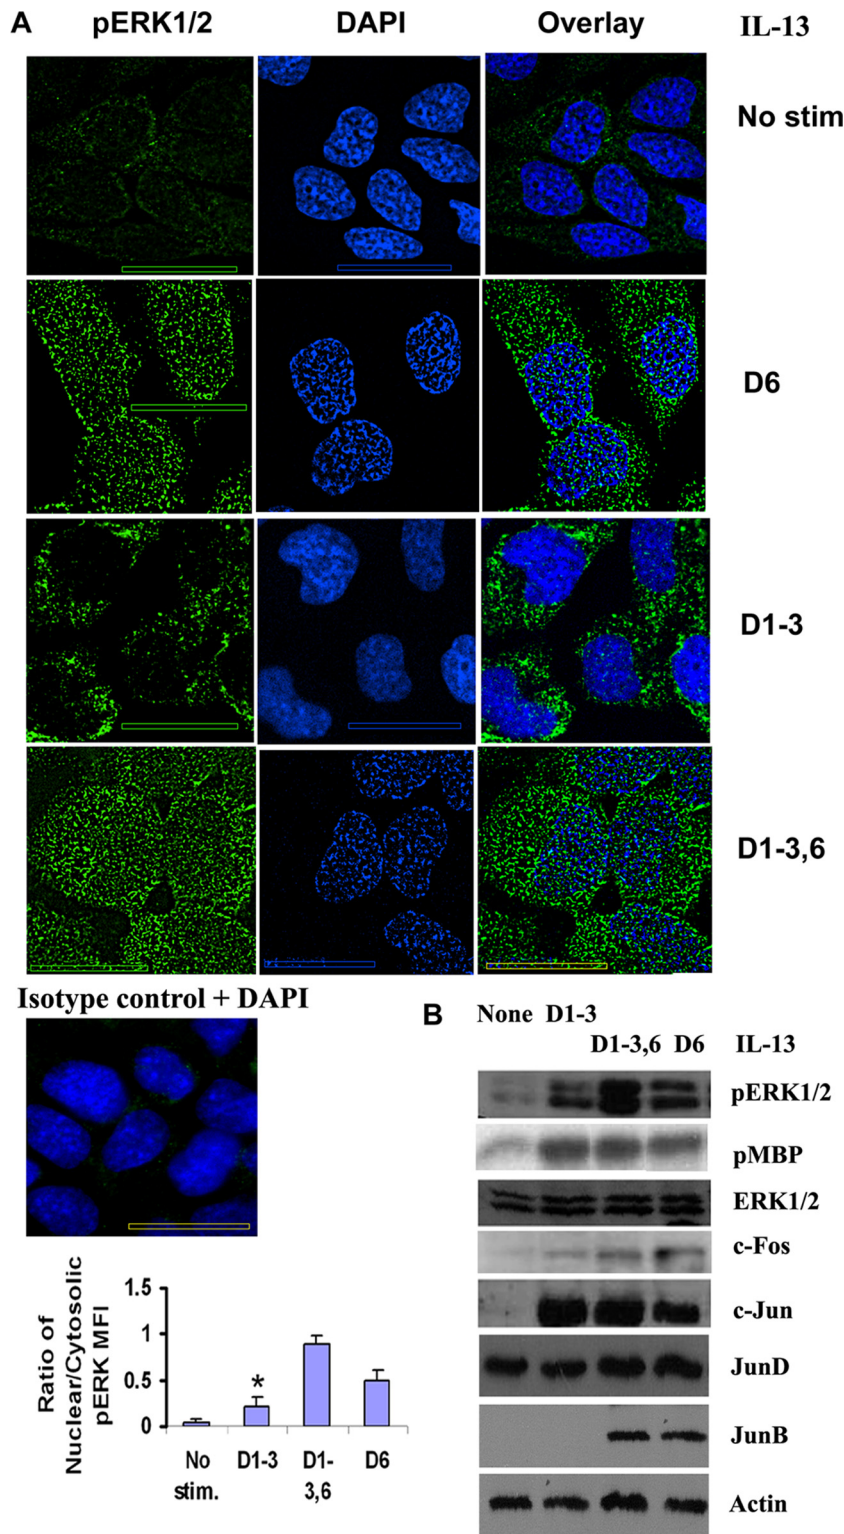 A pERK1/2 DAPI Overlay IL-13
No stim
D6
D1-3
D1-3,6
Isotype control + DAPI
B None D1-3
D1-3,6 D6 IL-13
pERK1/2
pMBP
ERK1/2
c-Fos
c-Jun
JunD
JunB
Actin
Ratio of
Nuclear/Cytosolic
pERK MFI
1.5
1
0.5
0
*
No
stim.
D1-3
D1-
3,6
D6